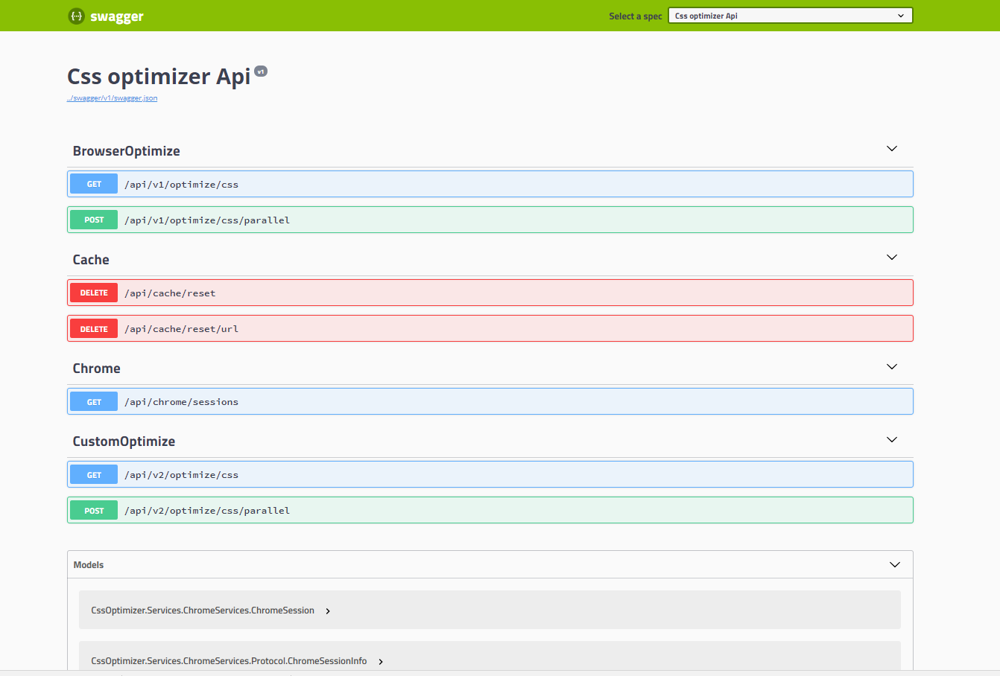 {···} swagger
Select a spec Css optimizer Api
Css optimizer Api v1
../swagger/v1/swagger.json
BrowserOptimize
GET /api/v1/optimize/css
POST /api/v1/optimize/css/parallel
Cache
DELETE /api/cache/reset
DELETE /api/cache/reset/url
Chrome
GET /api/chrome/sessions
CustomOptimize
GET /api/v2/optimize/css
POST /api/v2/optimize/css/parallel
Models
CssOptimizer.Services.ChromeServices.ChromeSession
CssOptimizer.Services.ChromeServices.Protocol.ChromeSessionInfo